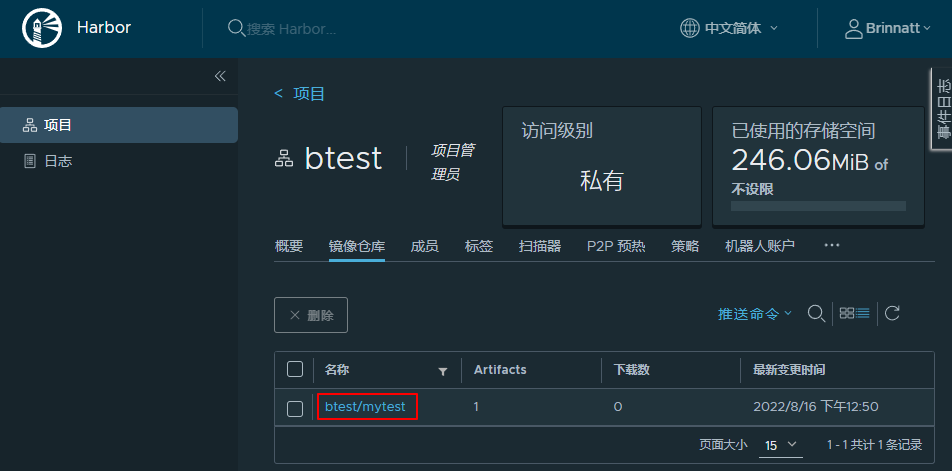 Harbor
搜索 Harbor...
中文简体
Brinnatt
项目
日志
< 项目
btest
项目管
理员
访问级别
私有
已使用的存储空间
246.06MiB of
不设限
事件日志
概要 镜像仓库 成员 标签 扫描器 P2P 预热 策略 机器人账户 ...
× 删除
推送命令
名称 Artifacts 下载数 最新变更时间
btest/mytest 1 0 2022/8/16 下午12:50
页面大小 15 1 - 1 共计 1 条记录